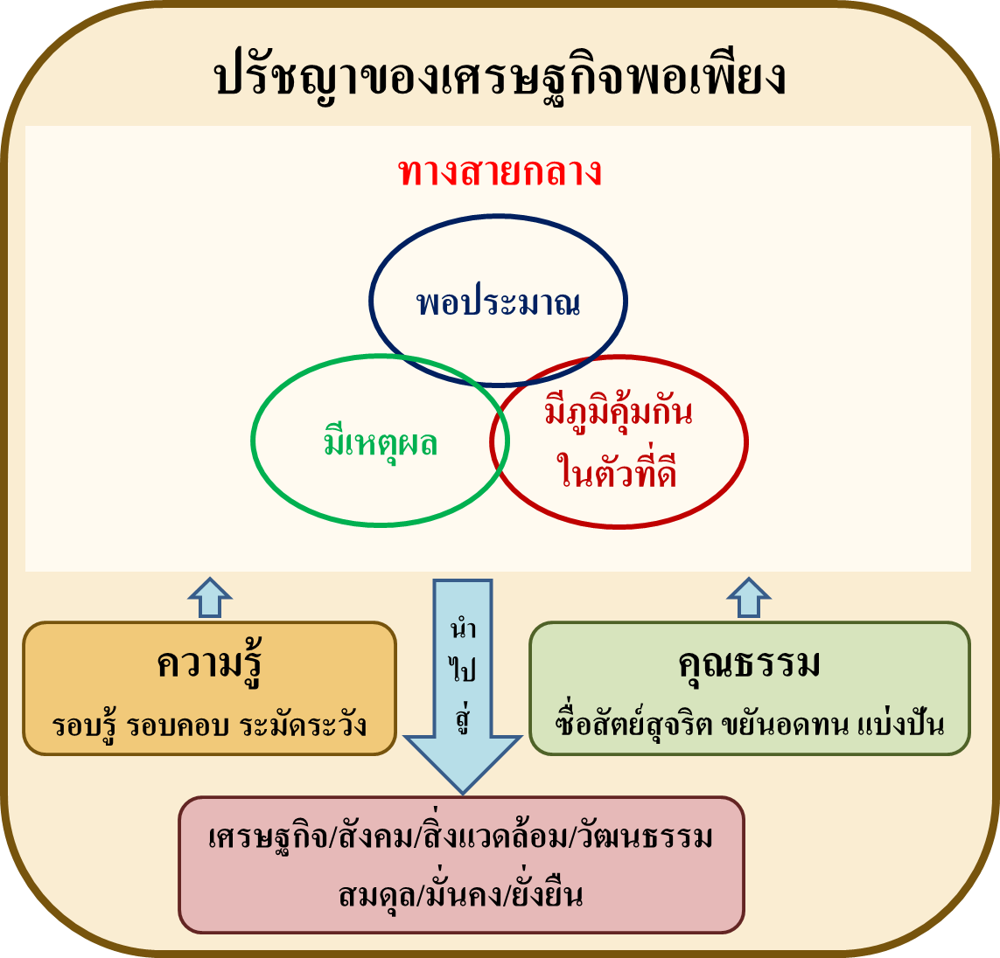 ปรัชญาของเศรษฐกิจพอเพียง
ทางสายกลาง
พอประมาณ
มีเหตุผล
มีภูมิคุ้มกัน
ในตัวที่ดี
นำ
ไป
สู่
ความรู้
รอบรู้ รอบคอบ ระมัดระวัง
คุณธรรม
ซื่อสัตย์สุจริต ขยันอดทน แบ่งปัน
เศรษฐกิจ/สังคม/สิ่งแวดล้อม/วัฒนธรรม
สมดุล/มั่นคง/ยั่งยืน